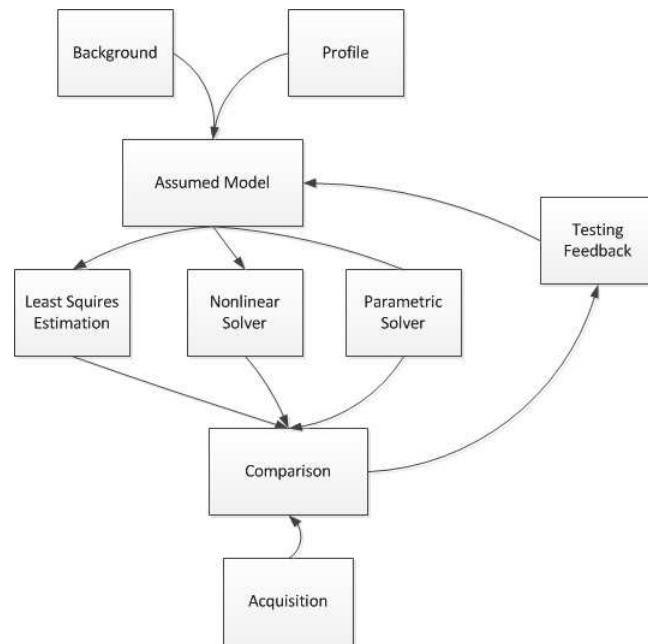 Background
Profile
Assumed Model
Testing
Feedback
Least Squires
Estimation
Nonlinear
Solver
Parametric
Solver
Comparison
Acquisition